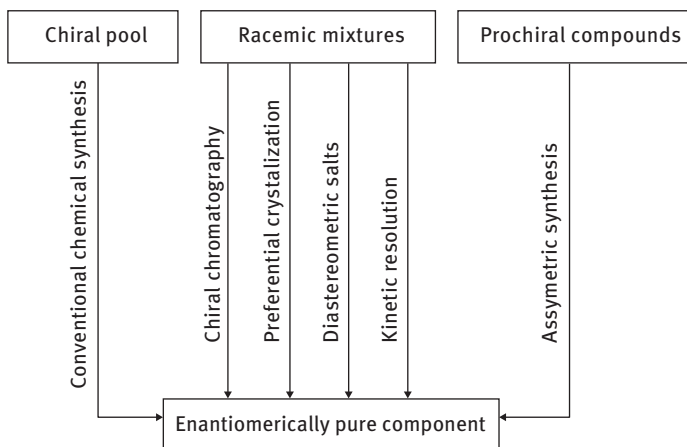 Chiral pool
Racemic mixtures
Prochiral compounds
Conventional chemical synthesis
Chiral chromatography
Preferential crystalization
Diastereometric salts
Kinetic resolution
Assymetric synthesis
Enantiomerically pure component